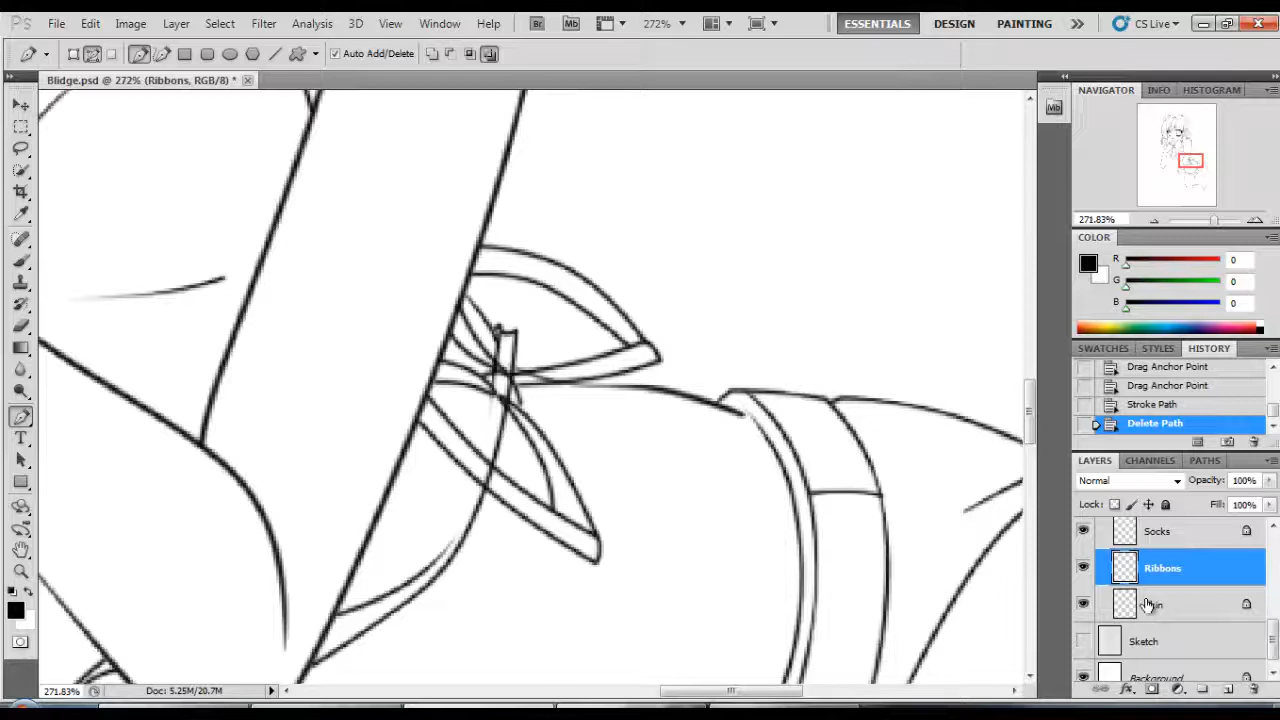 Ps File Edit Image Layer Select Filter Analysis 3D View Window Help Br Mb 272% ESSENTIALS DESIGN PAINTING CS Live
Auto Add/Delete
Blidge.psd @ 272% (Ribbons, RGB/8) *
Mb
NAVIGATOR INFO HISTOGRAM
271.83%
COLOR
R 0
G 0
B 0
SWATCHES STYLES HISTORY
Drag Anchor Point
Drag Anchor Point
Stroke Path
Delete Path
LAYERS CHANNELS PATHS
Normal Opacity: 100%
Lock: Fill: 100%
Socks
Ribbons
Sketch
Background
271.83% Doc: 5.25M/20.7M